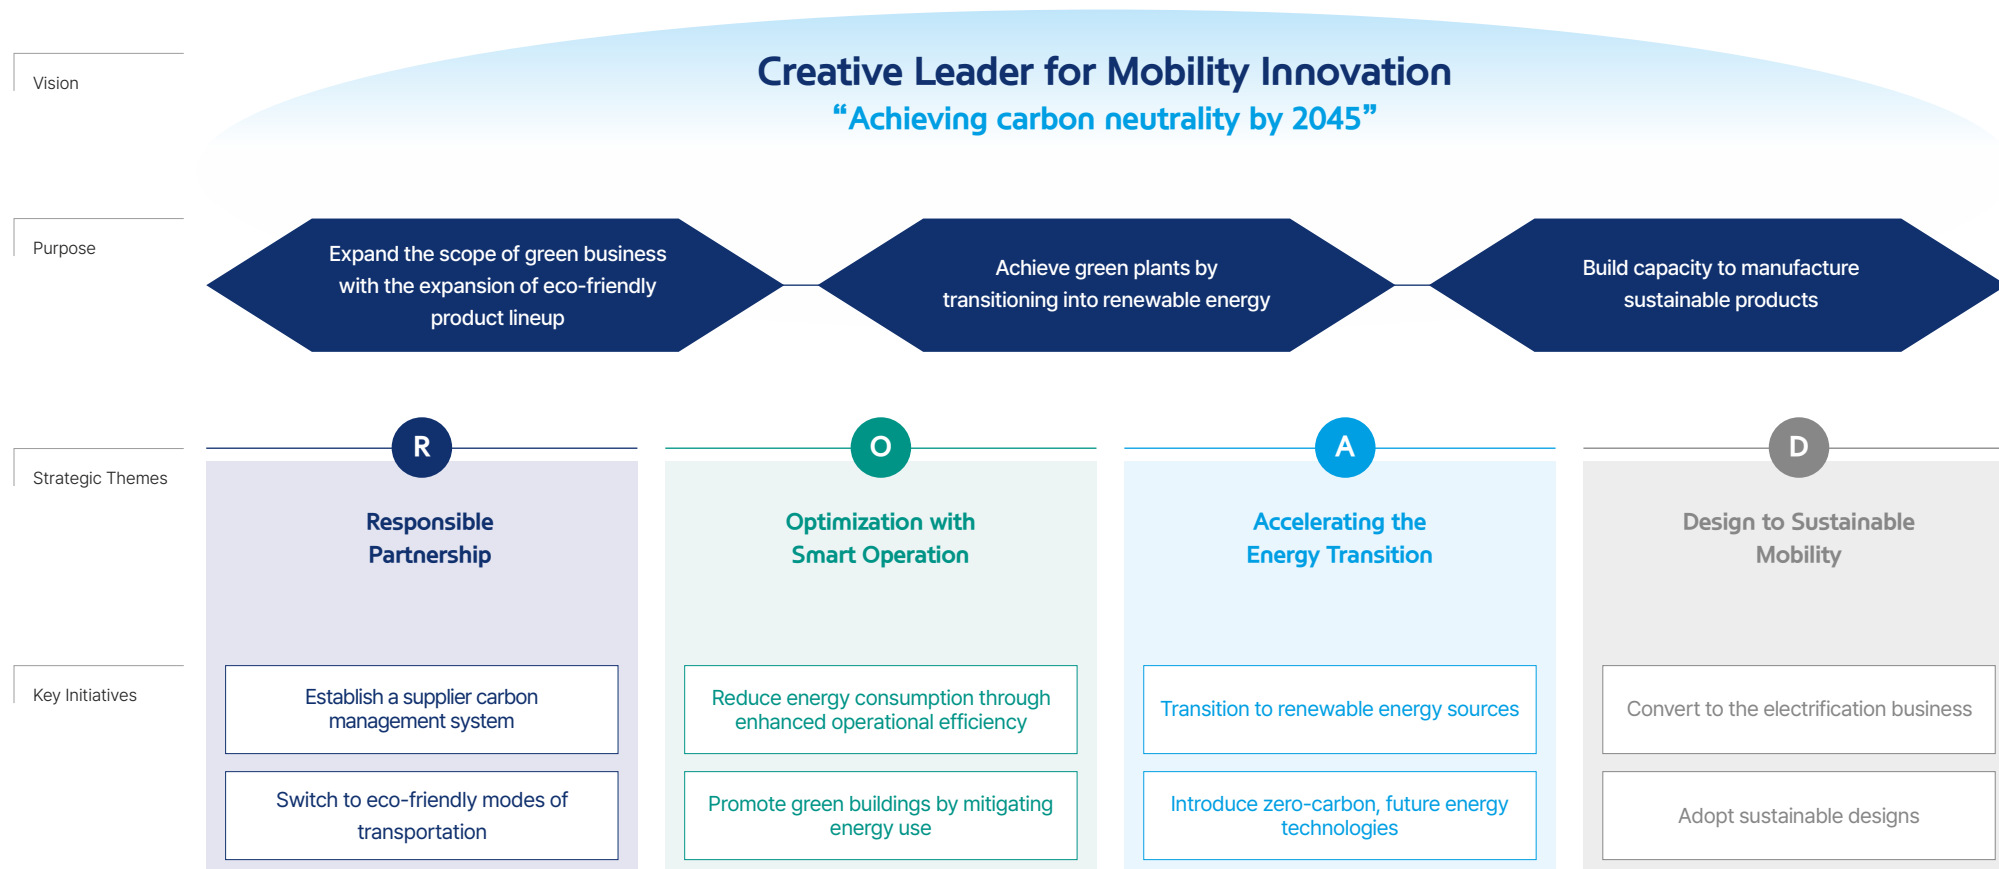 Vision
Creative Leader for Mobility Innovation
“Achieving carbon neutrality by 2045”
Purpose
Expand the scope of green business
with the expansion of eco-friendly
product lineup
Achieve green plants by
transitioning into renewable energy
Build capacity to manufacture
sustainable products
Strategic Themes
R
Responsible
Partnership
O
Optimization with
Smart Operation
A
Accelerating the
Energy Transition
D
Design to Sustainable
Mobility
Key Initiatives
Establish a supplier carbon
management system
Reduce energy consumption through
enhanced operational efficiency
Transition to renewable energy sources
Convert to the electrification business
Switch to eco-friendly modes of
transportation
Promote green buildings by mitigating
energy use
Introduce zero-carbon, future energy
technologies
Adopt sustainable designs